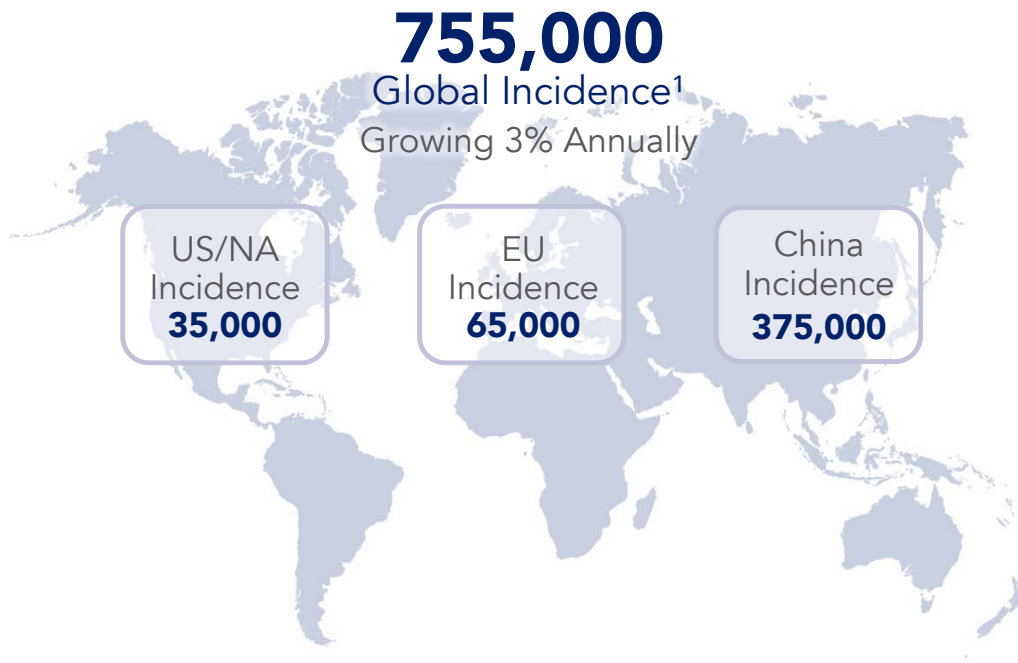 755,000
Global Incidence¹
Growing 3% Annually
US/NA
Incidence
35,000
EU
Incidence
65,000
China
Incidence
375,000